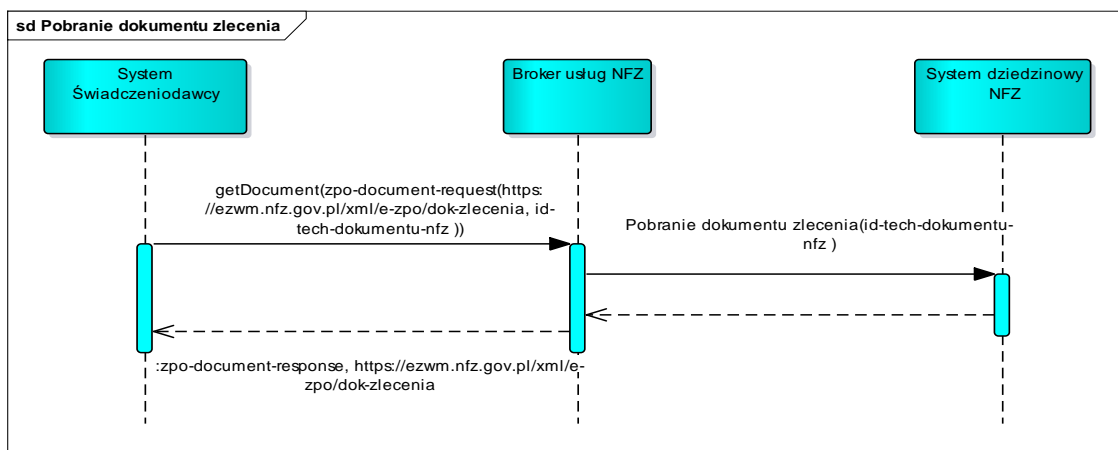 sd Pobranie dokumentu zlecenia
System
Świadczeniodawcy
Broker usług NFZ
System dziedzinowy
NFZ
getDocument(zpo-document-request(https:
//ezwm.nfz.gov.pl/xml/e-zpo/dok-zlecenia, id-
tech-dokumentu-nfz ))
Pobranie dokumentu zlecenia(id-tech-dokumentu-
nfz )
:zpo-document-response, https://ezwm.nfz.gov.pl/xml/e-
zpo/dok-zlecenia